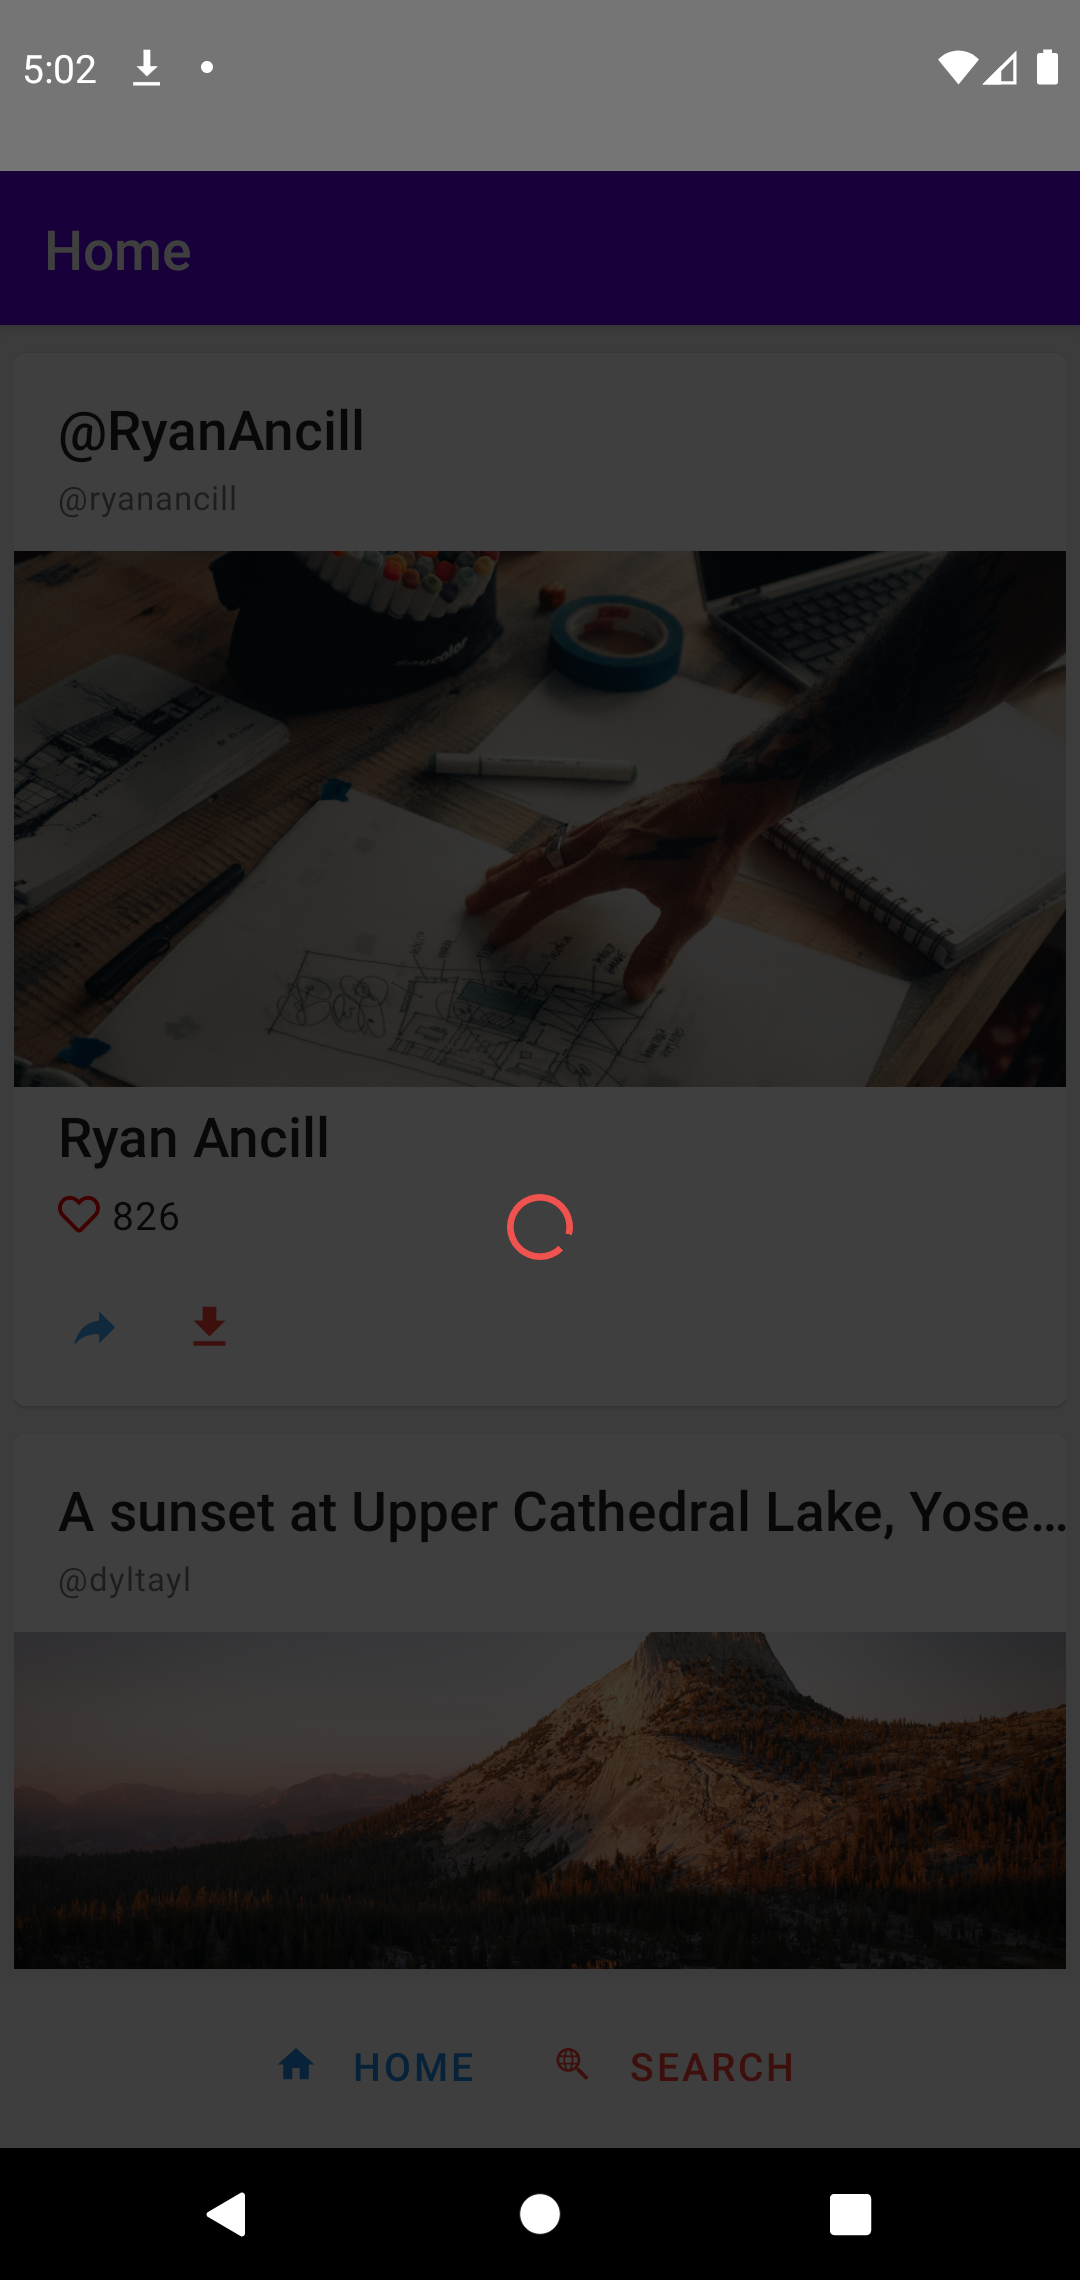 5:02
Home
@RyanAncill
@ryanancill
Ryan Ancill
826
A sunset at Upper Cathedral Lake, Yose…
@dyltayl
HOME
SEARCH